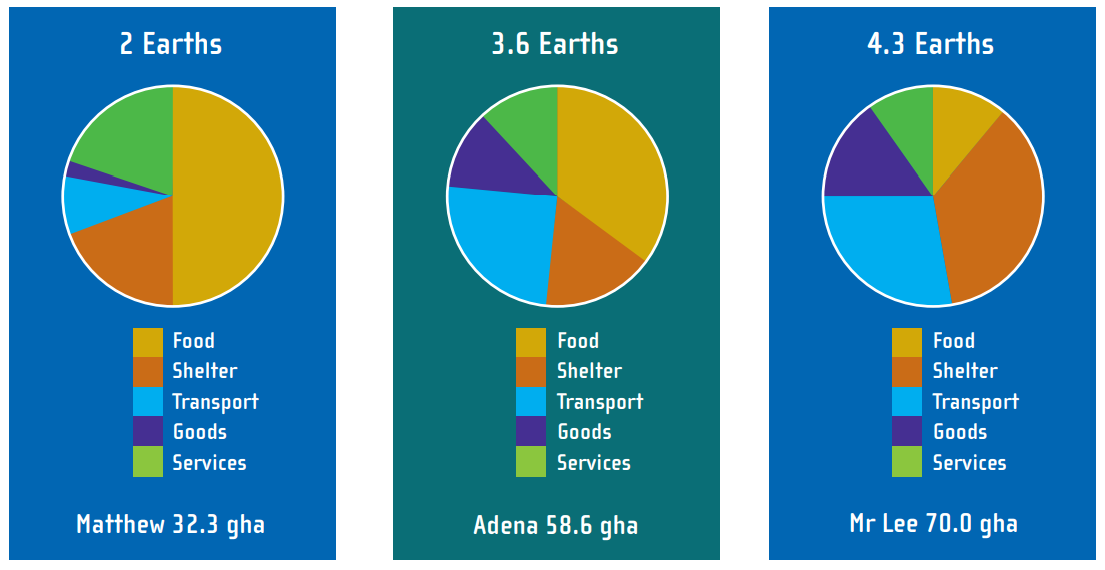 2 Earths
Food
Shelter
Transport
Goods
Services
Matthew 32.3 gha
3.6 Earths
Food
Shelter
Transport
Goods
Services
Adena 58.6 gha
4.3 Earths
Food
Shelter
Transport
Goods
Services
Mr Lee 70.0 gha